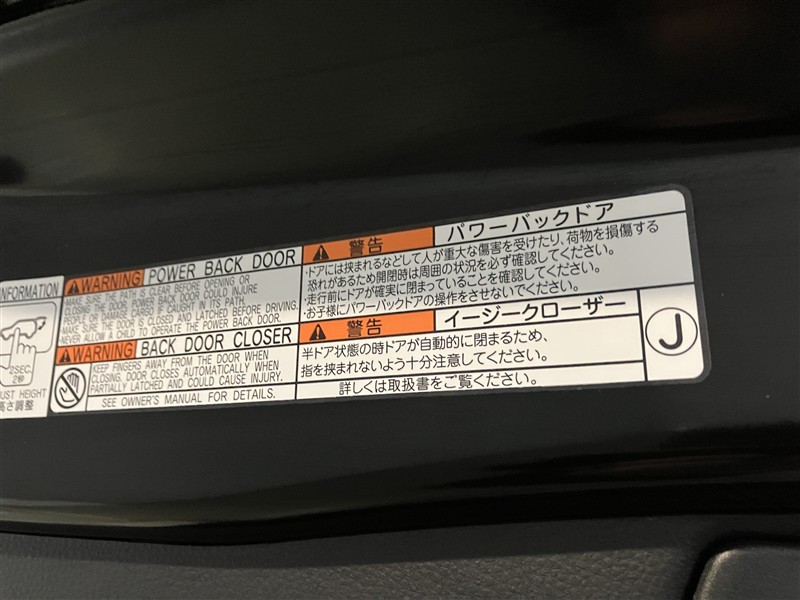 INFORMATION
2SEC.
2秒
UST HEIGHT
高さ調整
WARNING POWER BACK DOOR
MAKE SURE THE PATH IS CLEAR BEFORE OPENING OR
CLOSING THE BACK DOOR. BACK DOOR COULD INJURE
SOMEONE OR DAMAGE CARGO IF CAUGHT IN ITS PATH.
MAKE SURE THE DOOR IS CLOSED AND LATCHED BEFORE DRIVING.
NEVER ALLOW A CHILD TO OPERATE THE POWER BACK DOOR.
WARNING BACK DOOR CLOSER
KEEP FINGERS AWAY FROM THE DOOR WHEN
CLOSING. DOOR CLOSES AUTOMATICALLY WHEN
PARTIALLY LATCHED AND COULD CAUSE INJURY.
SEE OWNER'S MANUAL FOR DETAILS.
警告 パワーバックドア
・ドアには挟まれるなどして人が重大な傷害を受けたり、荷物を損傷する
恐れがあるため開閉時は周囲の状況を必ず確認してください。
・走行前にドアが確実に閉まっていることを確認してください。
・お子様にパワーバックドアの操作をさせないでください。
警告 イージークローザー
半ドア状態の時ドアが自動的に閉まるため、
指を挟まれないよう十分注意してください。
詳しくは取扱書をご覧ください。
J